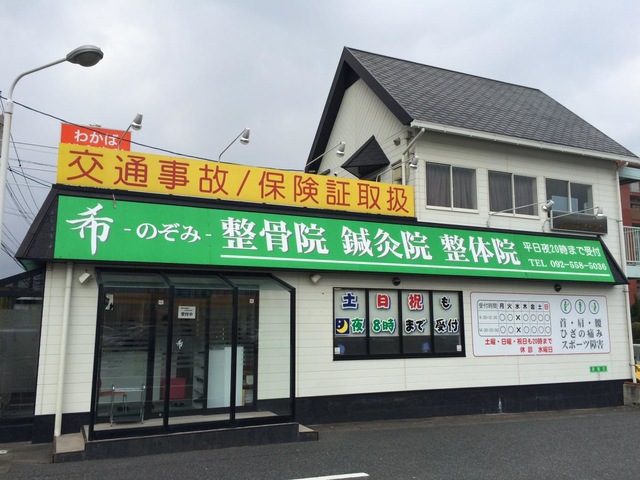 わかば
交通事故/保険証取扱
希 -のぞみ- 整骨院 鍼灸院 整体院
平日夜20時まで受付
TEL 092-558-5036
土 日 祝 も
夜 8時 まで 受付
受付時間 月 火 水 木 金 土 日
土曜・日曜・祝日も20時まで
休診 水曜日
首・肩・腰
ひざの痛み
スポーツ障害
受付中
希